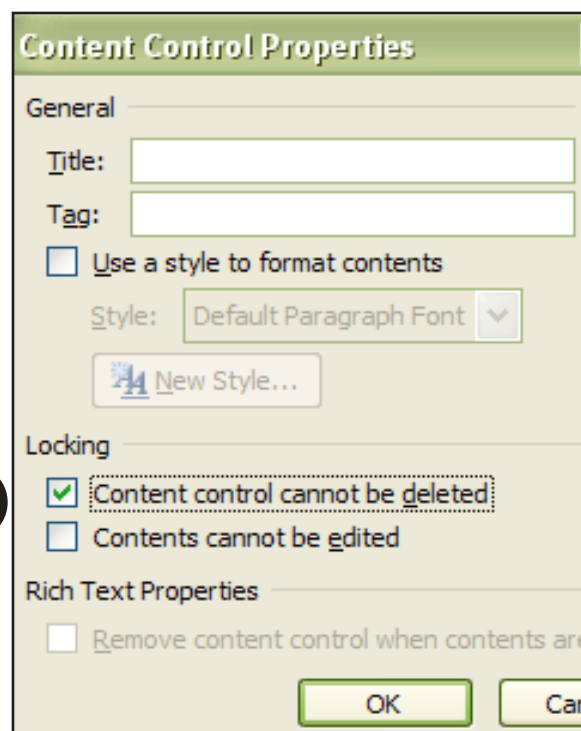 Content Control Properties
General
Title:
Tag:
Use a style to format contents
Style: Default Paragraph Font
New Style...
Locking
Content control cannot be deleted
Contents cannot be edited
Rich Text Properties
Remove content control when contents are
OK